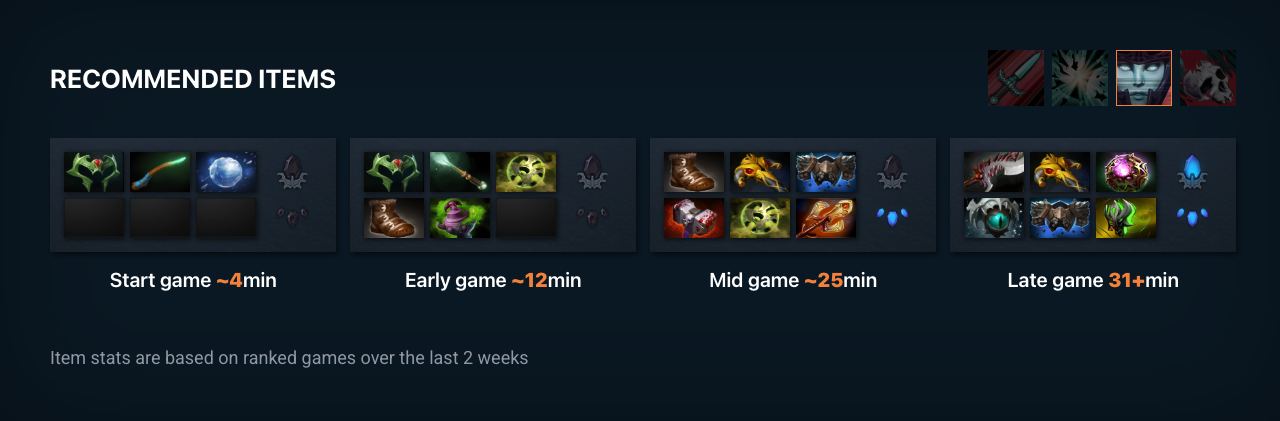 RECOMMENDED ITEMS
Start game ~4min
Early game ~12min
Mid game ~25min
Late game 31+min
Item stats are based on ranked games over the last 2 weeks